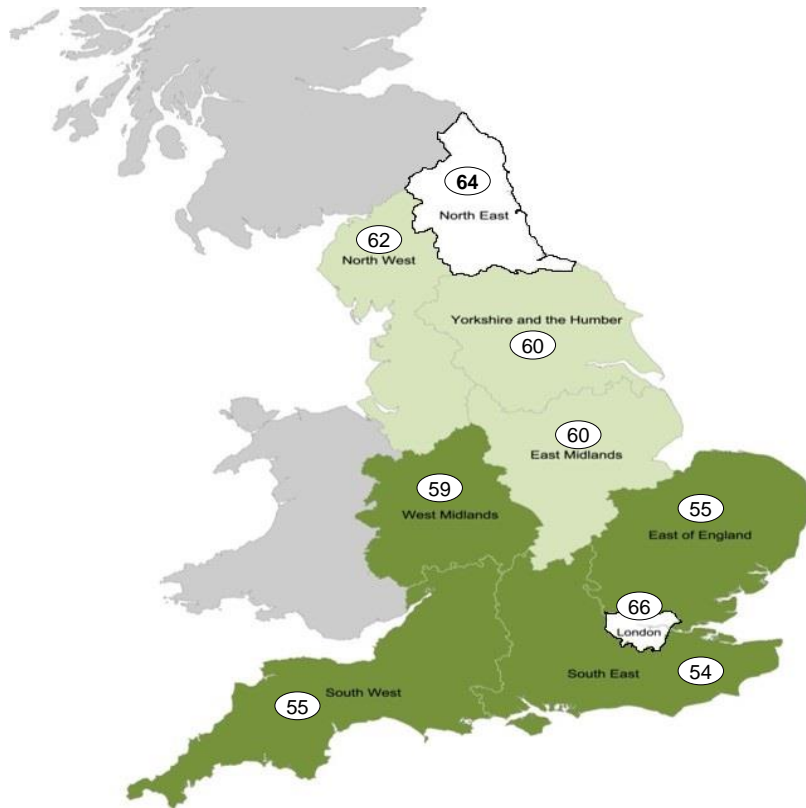 64
North East
62
North West
Yorkshire and the Humber
60
60
East Midlands
59
West Midlands
55
East of England
66
London
South East
54
South West
55